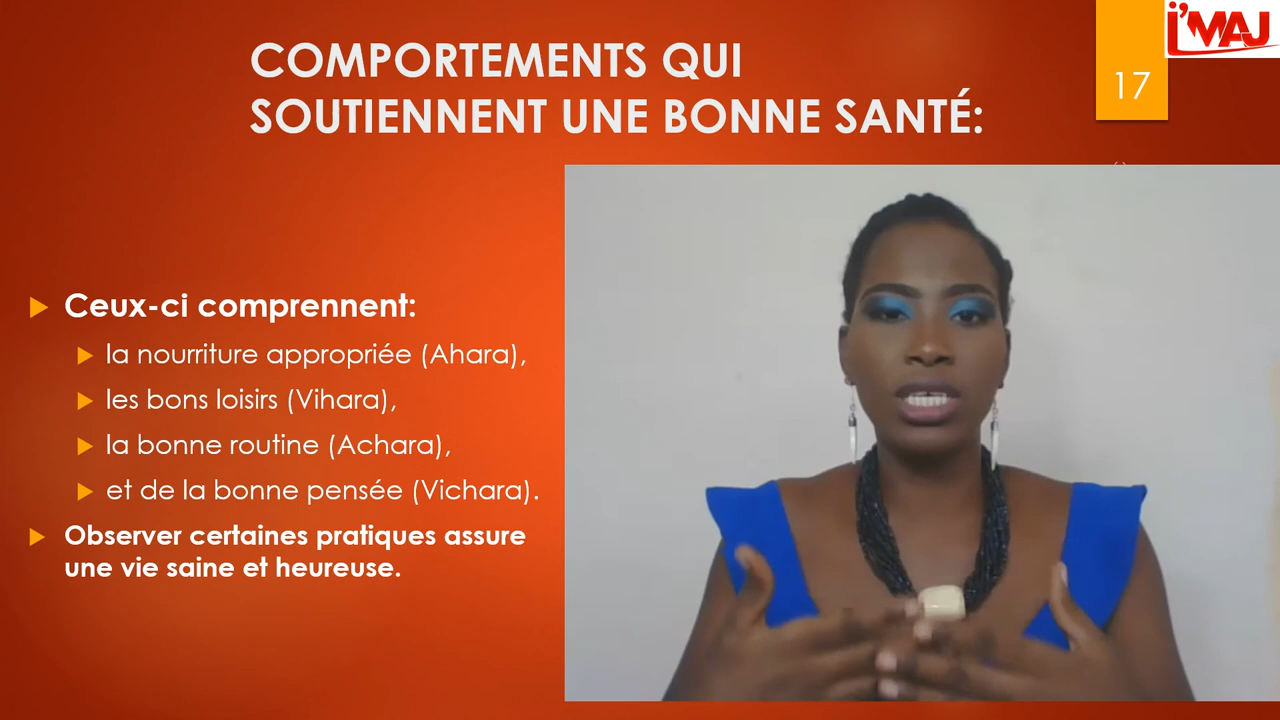 i'MAJ
17
COMPORTEMENTS QUI
SOUTIENNENT UNE BONNE SANTÉ:
Ceux-ci comprennent:
la nourriture appropriée (Ahara),
les bons loisirs (Vihara),
la bonne routine (Achara),
et de la bonne pensée (Vichara).
Observer certaines pratiques assure
une vie saine et heureuse.